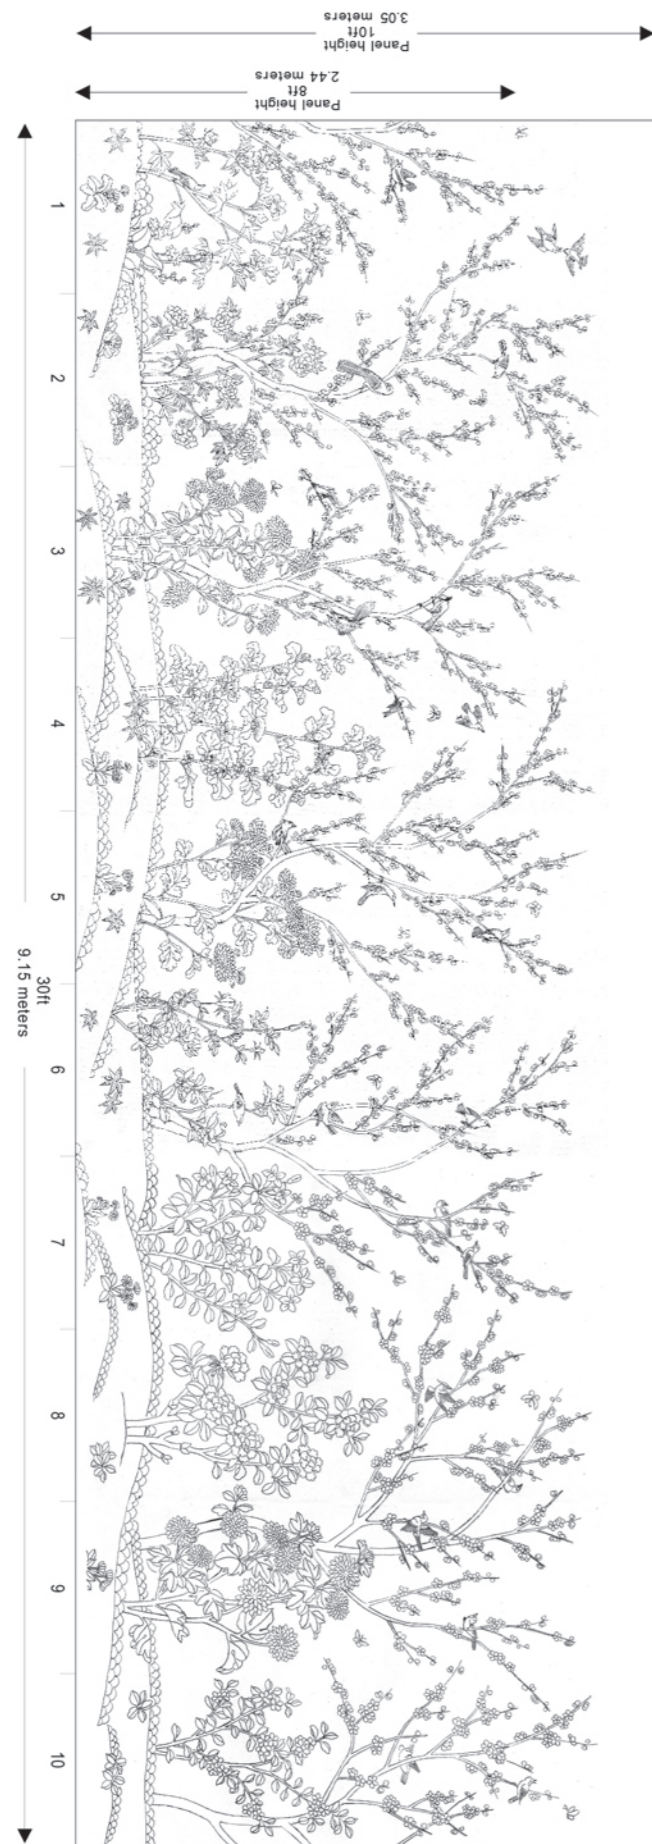 Panel height
10ft
3.05 meters
Panel height
8ft
2.44 meters
1
2
3
4
5
6
7
8
9
10
30ft
9.15 meters